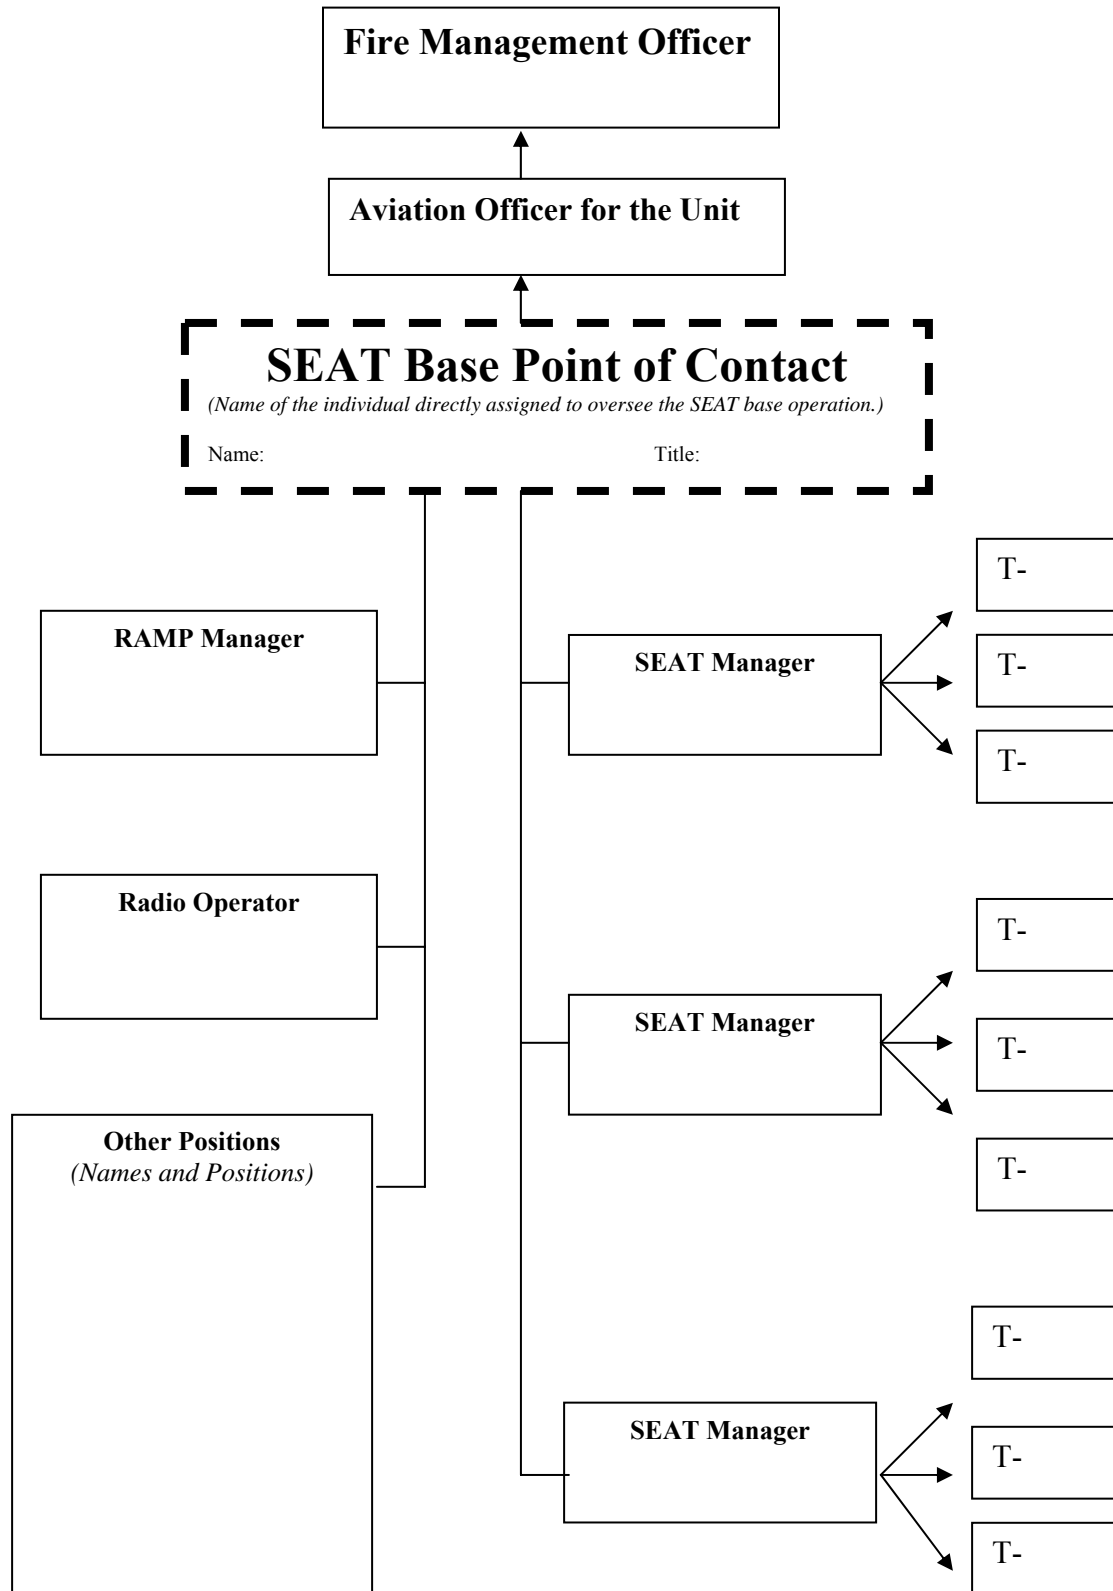 Fire Management Officer
Aviation Officer for the Unit
SEAT Base Point of Contact
(Name of the individual directly assigned to oversee the SEAT base operation.)
Name: Title:
T-
RAMP Manager
SEAT Manager
T-
T-
Radio Operator
T-
SEAT Manager
T-
Other Positions
(Names and Positions)
T-
T-
SEAT Manager
T-
T-